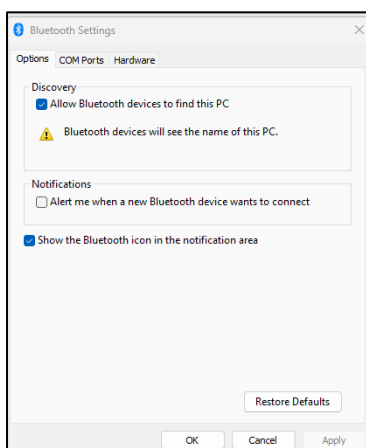 Bluetooth Settings
Options COM Ports Hardware
Discovery
Allow Bluetooth devices to find this PC
Bluetooth devices will see the name of this PC.
Notifications
Alert me when a new Bluetooth device wants to connect
Show the Bluetooth icon in the notification area
Restore Defaults
OK Cancel Apply